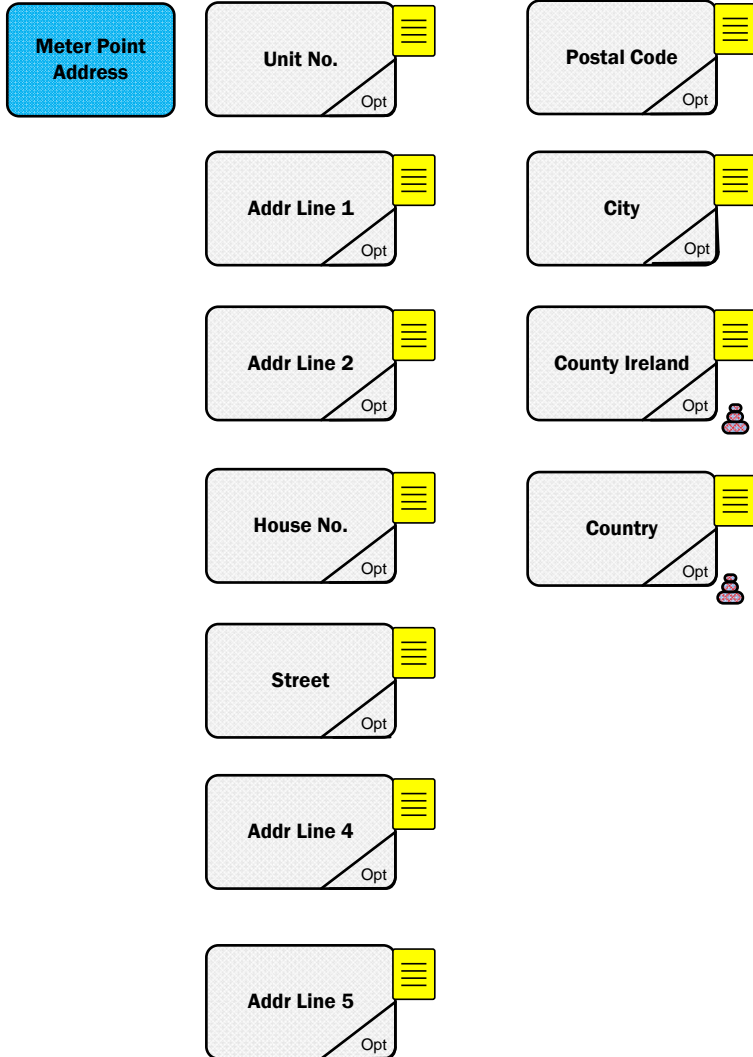 Meter Point
Address
Unit No.
Opt
Postal Code
Opt
Addr Line 1
Opt
City
Opt
Addr Line 2
Opt
County Ireland
Opt
House No.
Opt
Country
Opt
Street
Opt
Addr Line 4
Opt
Addr Line 5
Opt